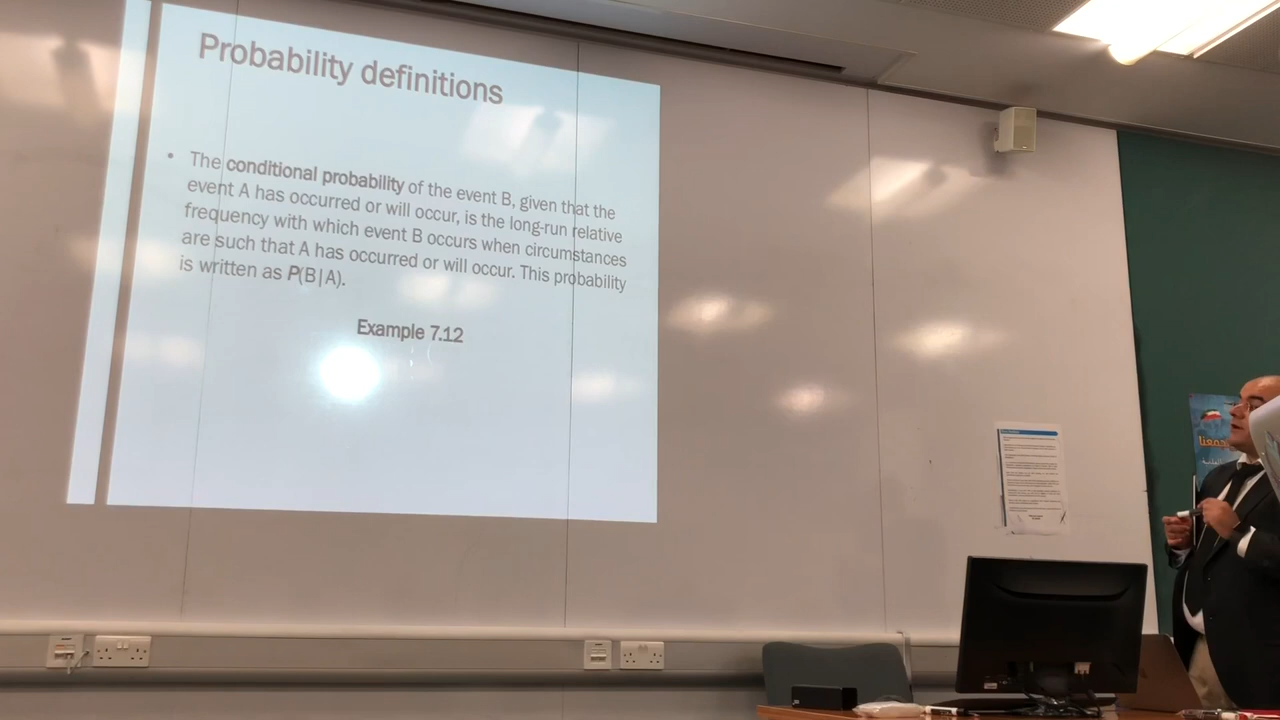 Probability definitions
• The conditional probability of the event B, given that the
event A has occurred or will occur, is the long-run relative
frequency with which event B occurs when circumstances
are such that A has occurred or will occur. This probability
is written as P(B|A).
Example 7.12